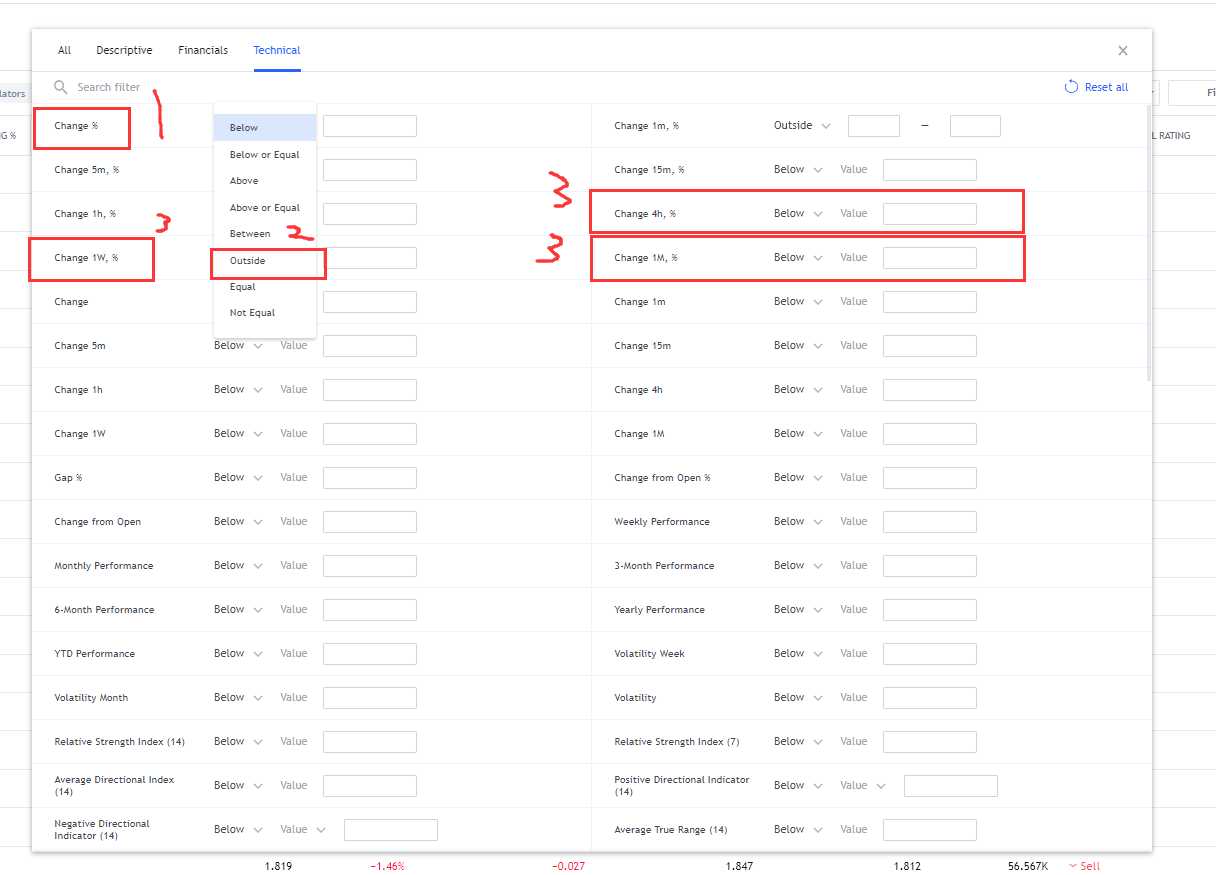 All Descriptive Financials Technical
Search filter Reset all
lators Fi
1
Change % Below Change 1m, % Outside –
G % L RATING
Below or Equal
Change 5m, % Above Change 15m, % Below Value
3
Change 1h, % Above or Equal Change 4h, % Below Value
3 Between 2 3
Change 1W, % Outside Change 1M, % Below Value
Equal
Change Change 1m Below Value
Not Equal
Change 5m Below Value Change 15m Below Value
Change 1h Below Value Change 4h Below Value
Change 1W Below Value Change 1M Below Value
Gap % Below Value Change from Open % Below Value
Change from Open Below Value Weekly Performance Below Value
Monthly Performance Below Value 3-Month Performance Below Value
6-Month Performance Below Value Yearly Performance Below Value
YTD Performance Below Value Volatility Week Below Value
Volatility Month Below Value Volatility Below Value
Relative Strength Index (14) Below Value Relative Strength Index (7) Below Value
Average Directional Index (14) Below Value Positive Directional Indicator (14) Below Value
Negative Directional Indicator (14) Below Value Average True Range (14) Below Value
1.819 −1.46% −0.027 1.847 1.812 56.567K Sell